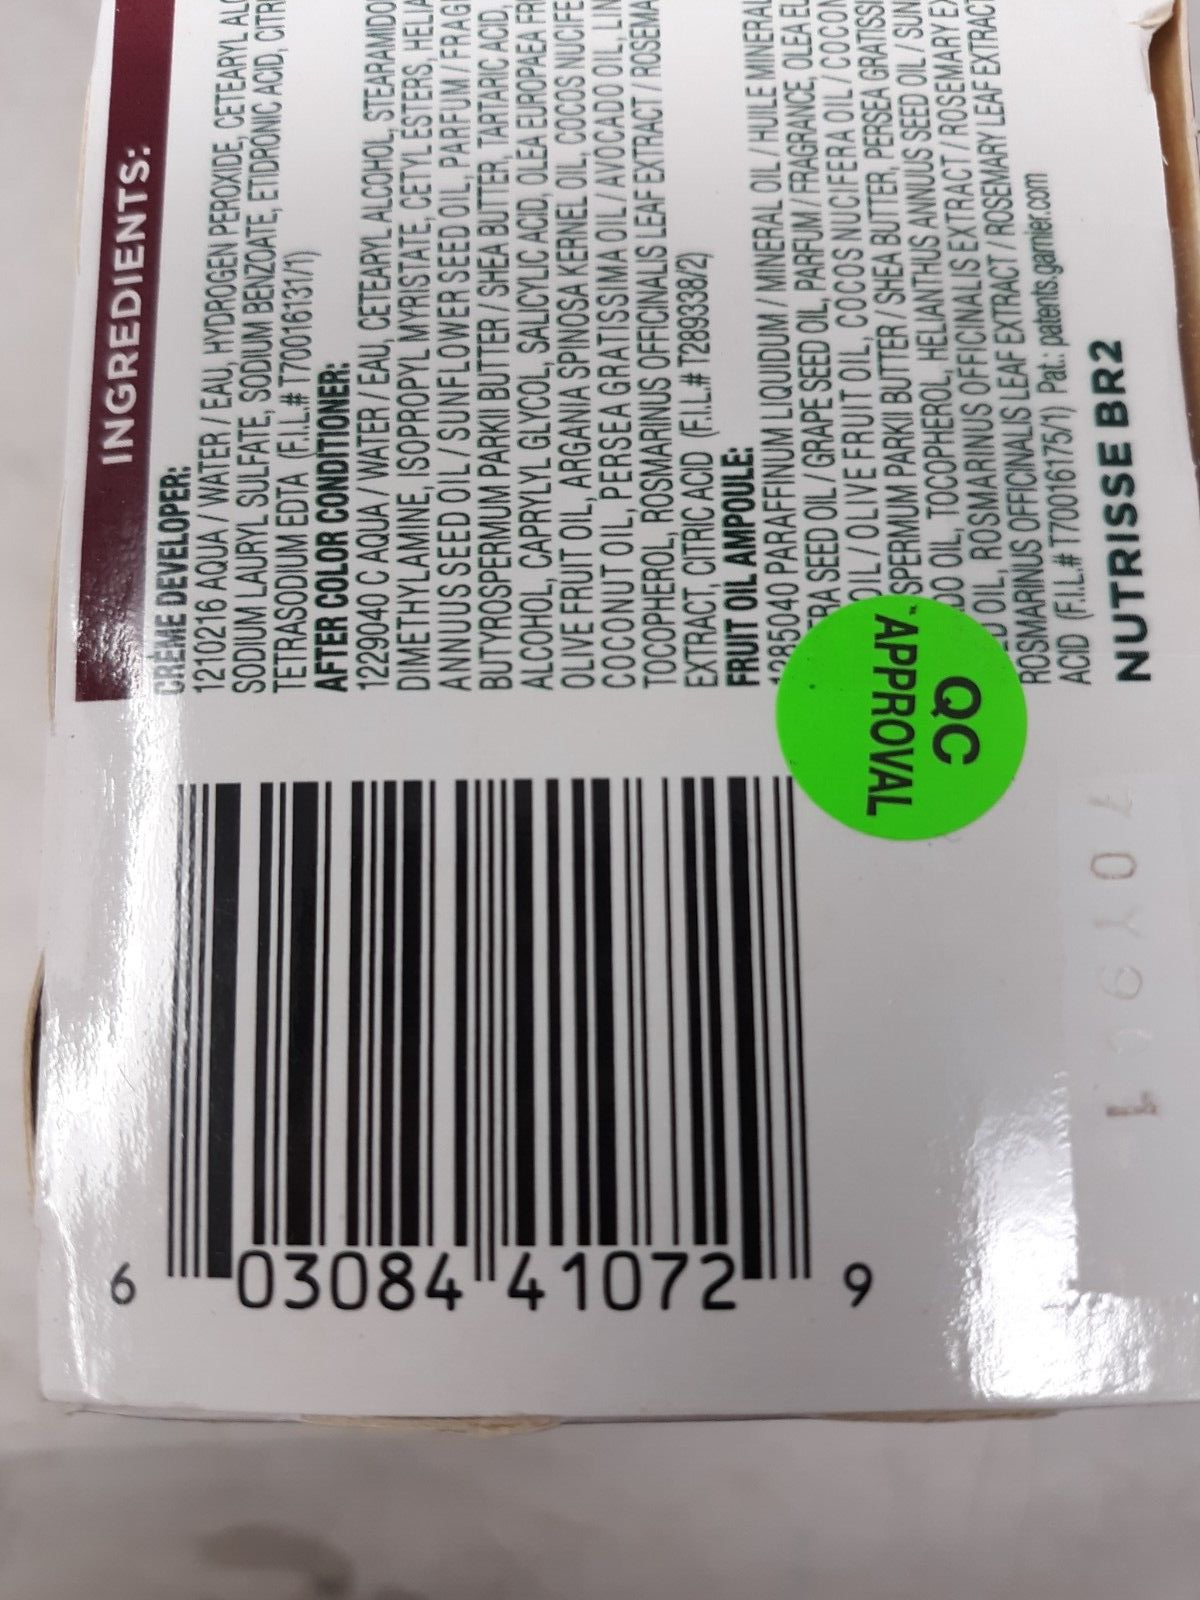 INGREDIENTS:
CRÈME DEVELOPER:
1210216 AQUA / WATER / EAU, HYDROGEN PEROXIDE, CETEARYL
SODIUM LAURYL SULFATE, SODIUM BENZOATE, ETIDRONIC ACID,
TETRASODIUM EDTA (F.I.L.# T70016131/1)
AFTER COLOR CONDITIONER:
1229040 C AQUA / WATER / EAU, CETEARYL ALCOHOL,
DIMETHYLAMINE, ISOPROPYL MYRISTATE, CETYL ESTERS,
ANNUUS SEED OIL / SUNFLOWER SEED OIL, PARFUM /
BUTYROSPERMUM PARKII BUTTER / SHEA BUTTER, TARTARIC ACID,
ALCOHOL, CAPRYLYL GLYCOL, SALICYLIC ACID, OLEA EUROPAEA
OLIVE FRUIT OIL, ARGANIA SPINOSA KERNEL OIL, COCOS
COCONUT OIL, PERSEA GRATISSIMA OIL / AVOCADO OIL,
TOCOPHEROL, ROSMARINUS OFFICINALIS LEAF EXTRACT /
EXTRACT, CITRIC ACID (F.I.L.# T289338/2)
FRUIT OIL AMPOULE:
1285040 PARAFFINUM LIQUIDUM / MINERAL OIL / HUILE
SEED OIL / GRAPE SEED OIL, PARFUM / FRAGRANCE, OLEA
OIL / OLIVE FRUIT OIL, COCOS NUCIFERA OIL /
PARKII BUTTER / SHEA BUTTER, PERSEA
OIL, TOCOPHEROL, HELIANTHUS ANNUUS SEED OIL /
OIL, ROSMARINUS OFFICINALIS EXTRACT / ROSEMARY
ROSMARINUS OFFICINALIS LEAF EXTRACT / ROSEMARY LEAF EXTRACT
ACID (F.I.L.# T70016175/1) Pat.: patents.garnier.com
NUTRISSE BR2
QC
APPROVAL
6 03084 41072 9